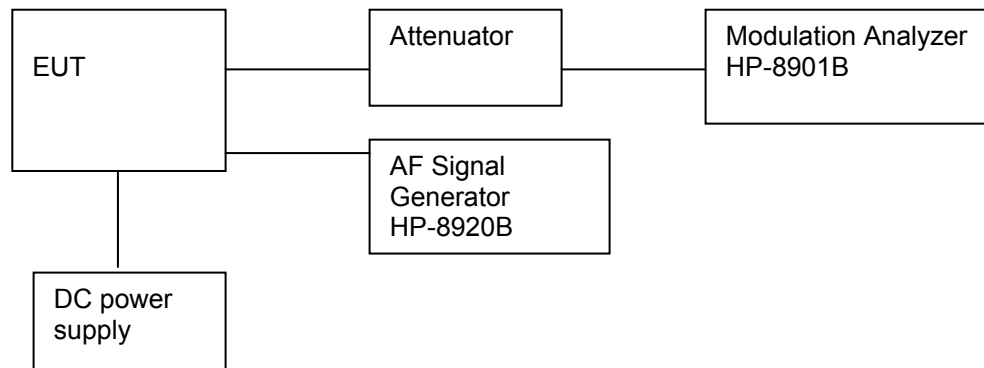 EUT
Attenuator
Modulation Analyzer
HP-8901B
AF Signal
Generator
HP-8920B
DC power
supply